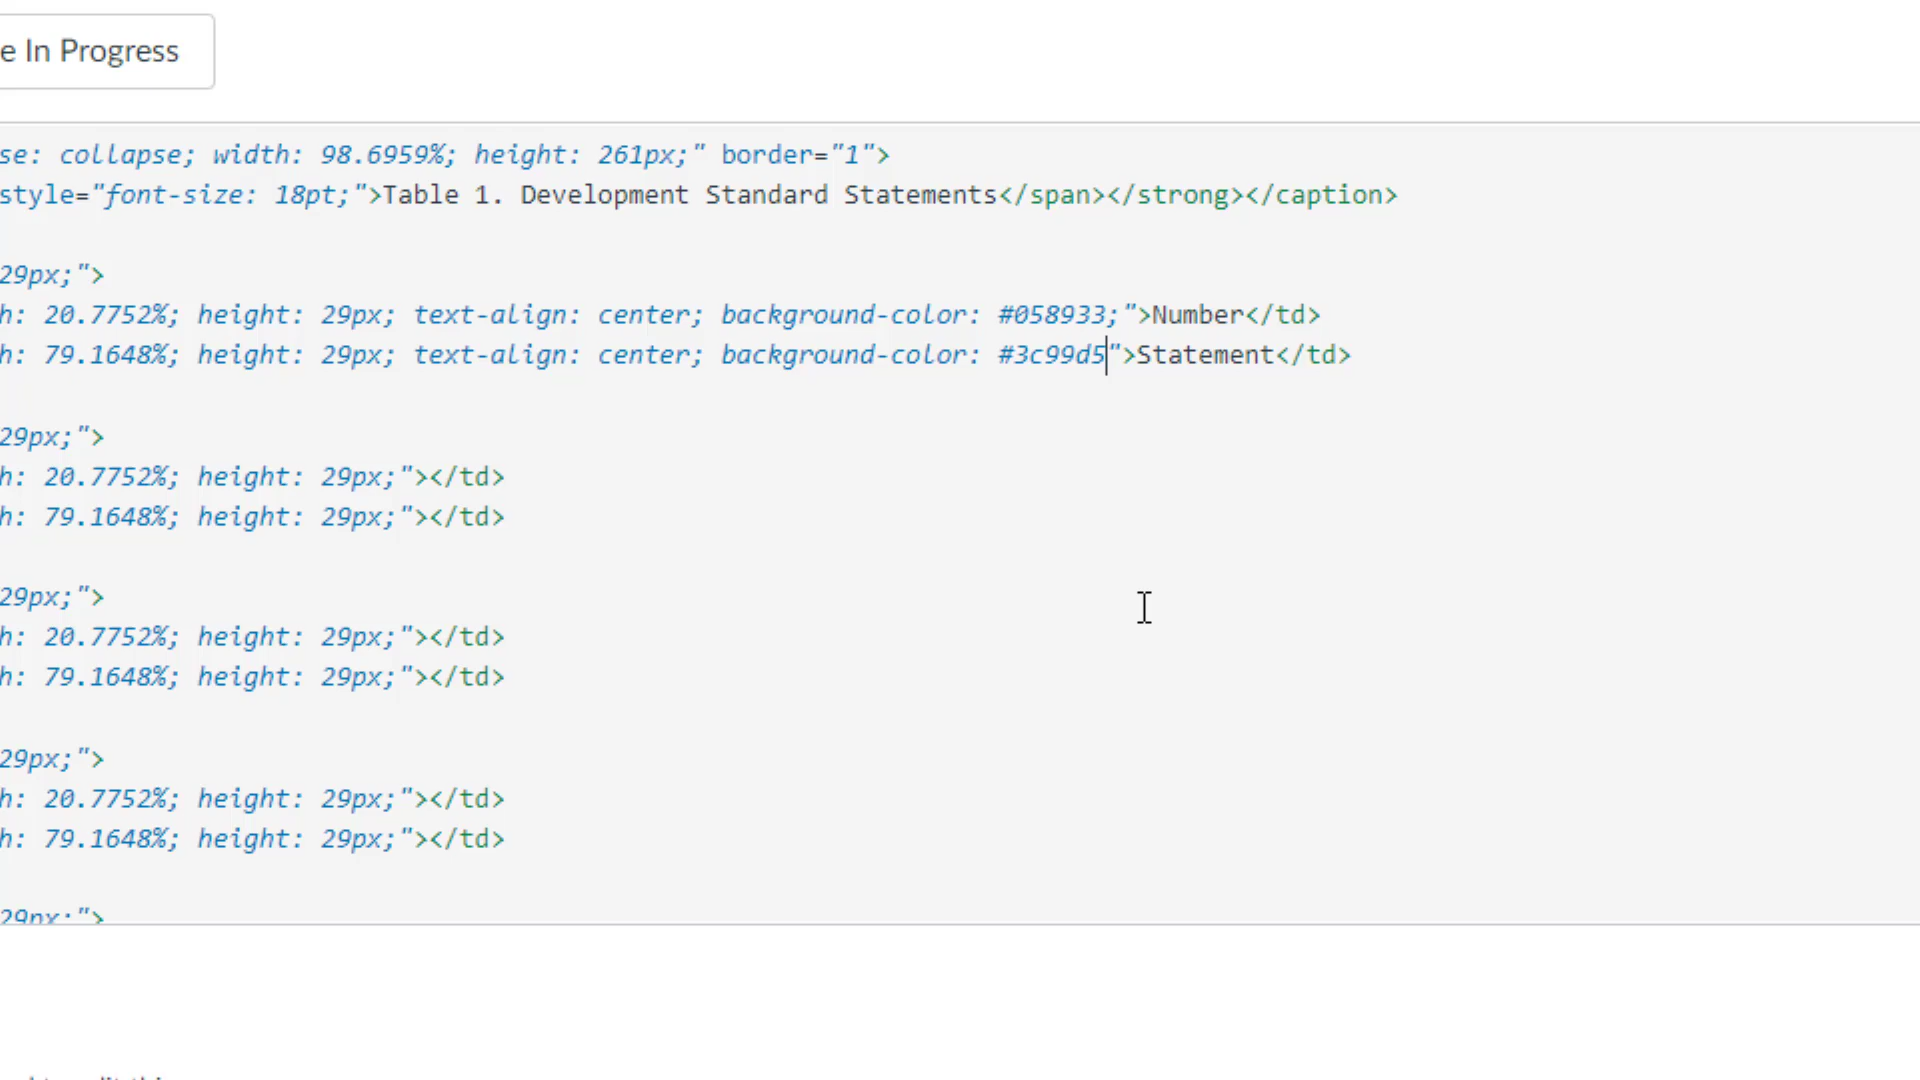 e In Progress
se: collapse; width: 98.6959%; height: 261px;" border="1">
style="font-size: 18pt;">Table 1. Development Standard Statements</span></strong></caption>
29px;">
h: 20.7752%; height: 29px; text-align: center; background-color: #058933;">Number</td>
h: 79.1648%; height: 29px; text-align: center; background-color: #3c99d5">Statement</td>
29px;">
h: 20.7752%; height: 29px;"></td>
h: 79.1648%; height: 29px;"></td>
29px;">
h: 20.7752%; height: 29px;"></td>
h: 79.1648%; height: 29px;"></td>
29px;">
h: 20.7752%; height: 29px;"></td>
h: 79.1648%; height: 29px;"></td>
29px;">